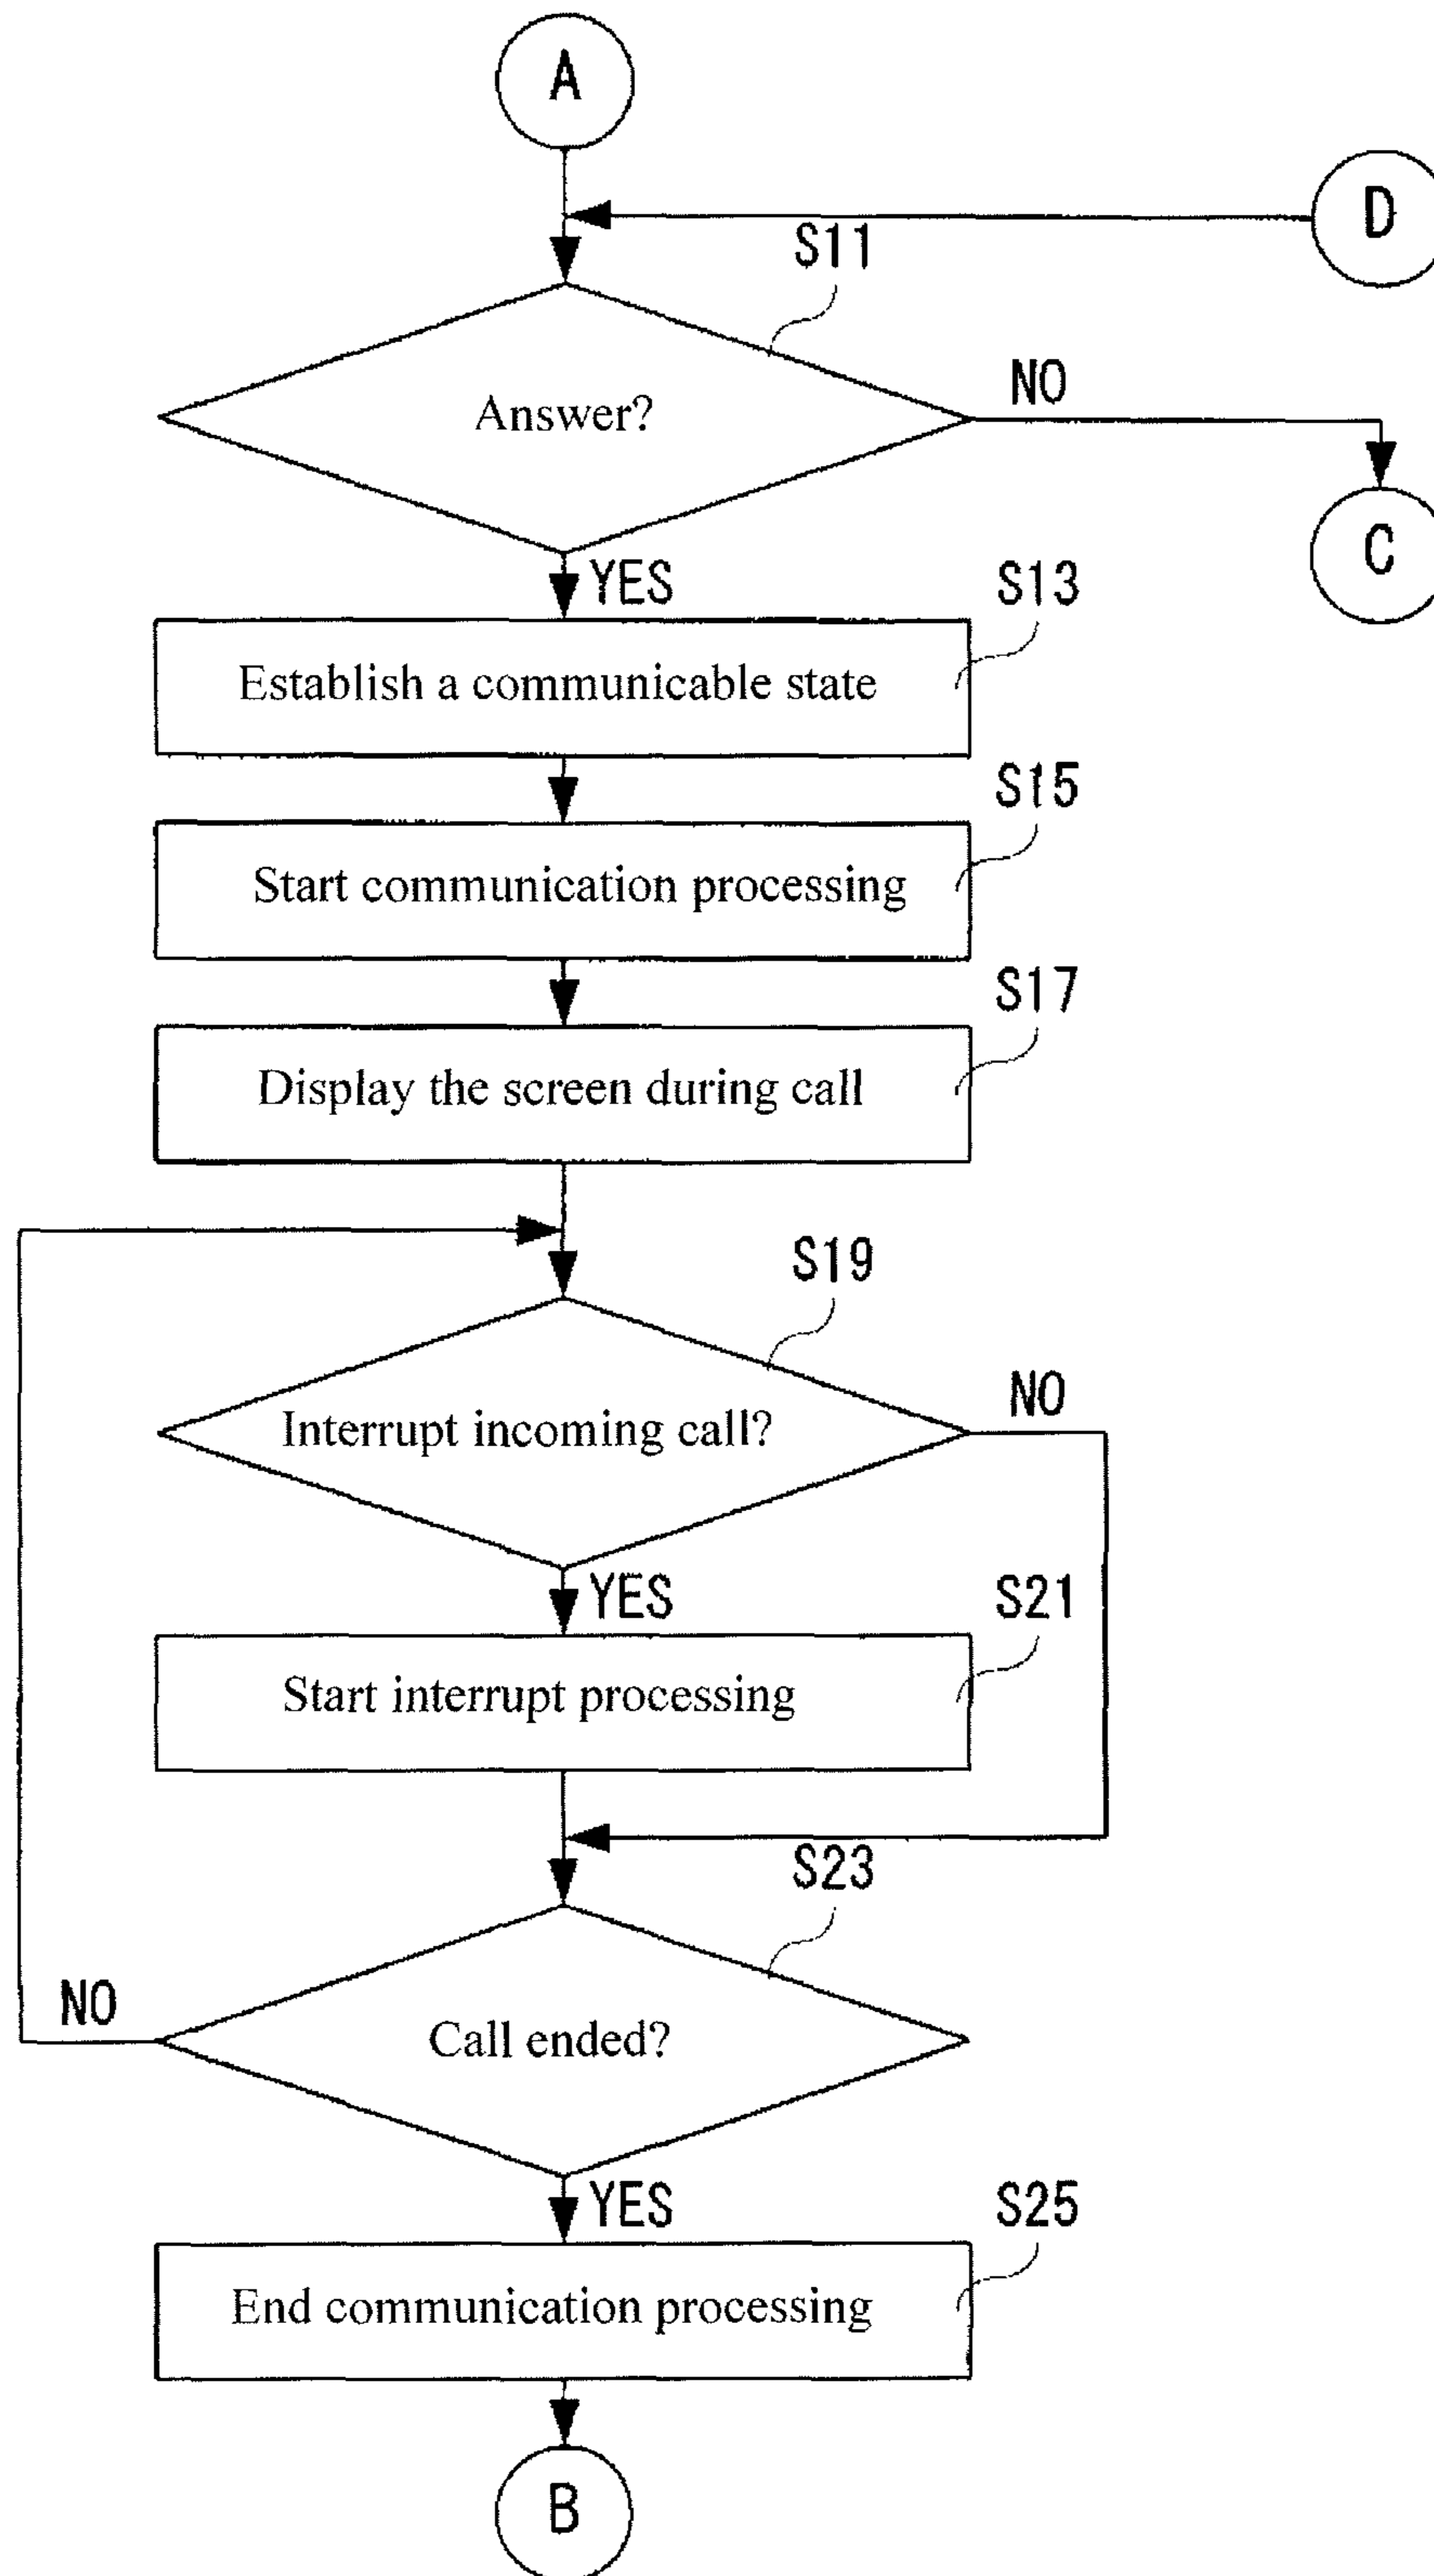 A
D
S11
Answer?
NO
C
YES
S13
Establish a communicable state
S15
Start communication processing
S17
Display the screen during call
S19
Interrupt incoming call?
NO
YES
S21
Start interrupt processing
S23
Call ended?
NO
YES
S25
End communication processing
B